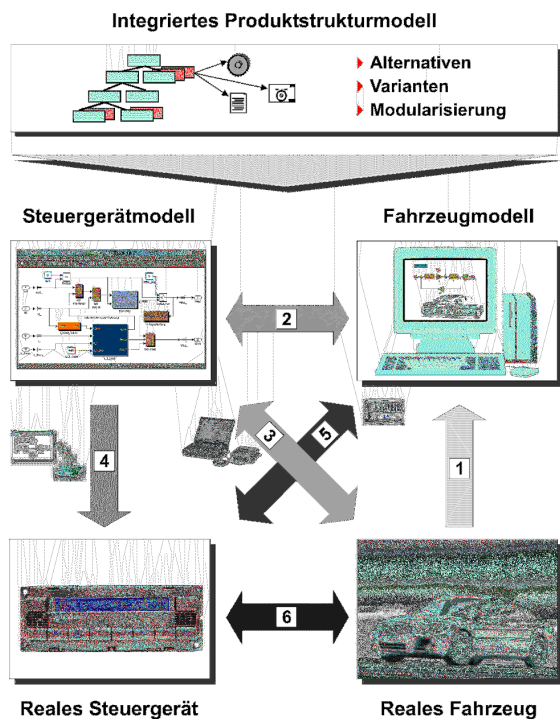 Integriertes Produktstrukturmodell
Alternativen
Varianten
Modularisierung
Steuergerätmodell
Fahrzeugmodell
2
3
5
4
1
6
Reales Steuergerät
Reales Fahrzeug